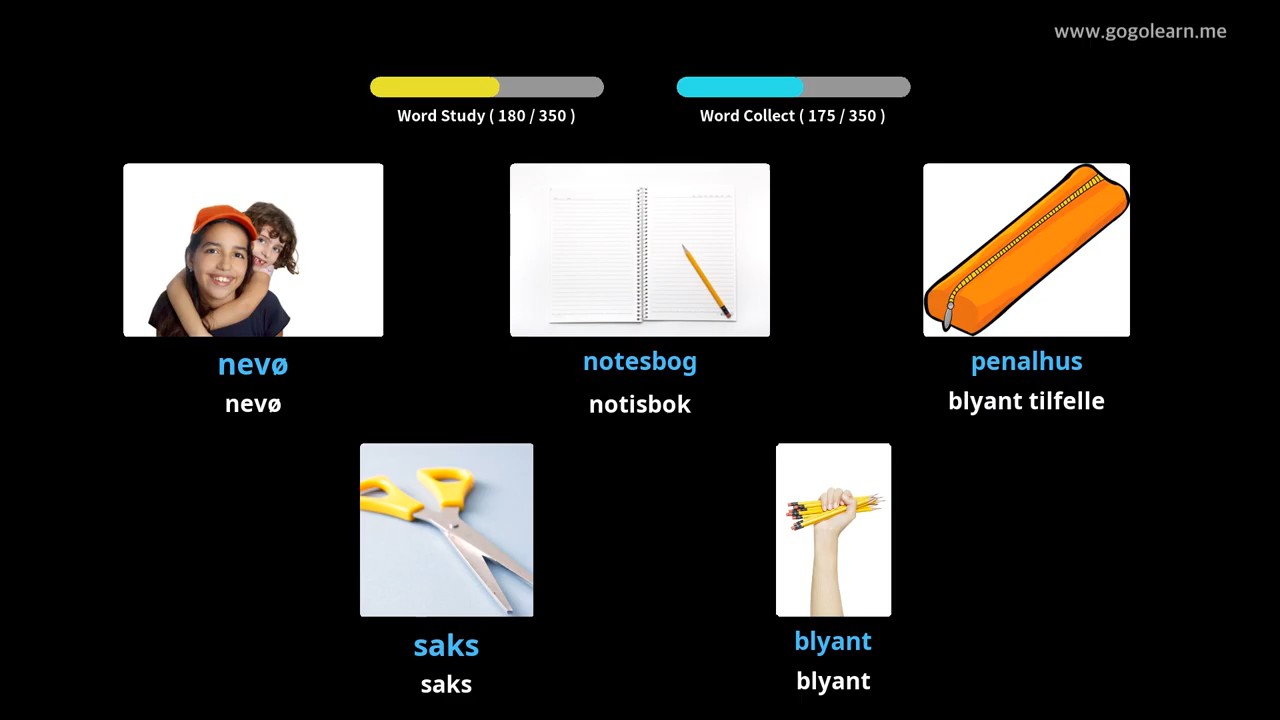 www.gogolearn.me
Word Study ( 180 / 350 )
Word Collect ( 175 / 350 )
nevø
nevø
notesbog
notisbok
penalhus
blyant tilfelle
saks
saks
blyant
blyant